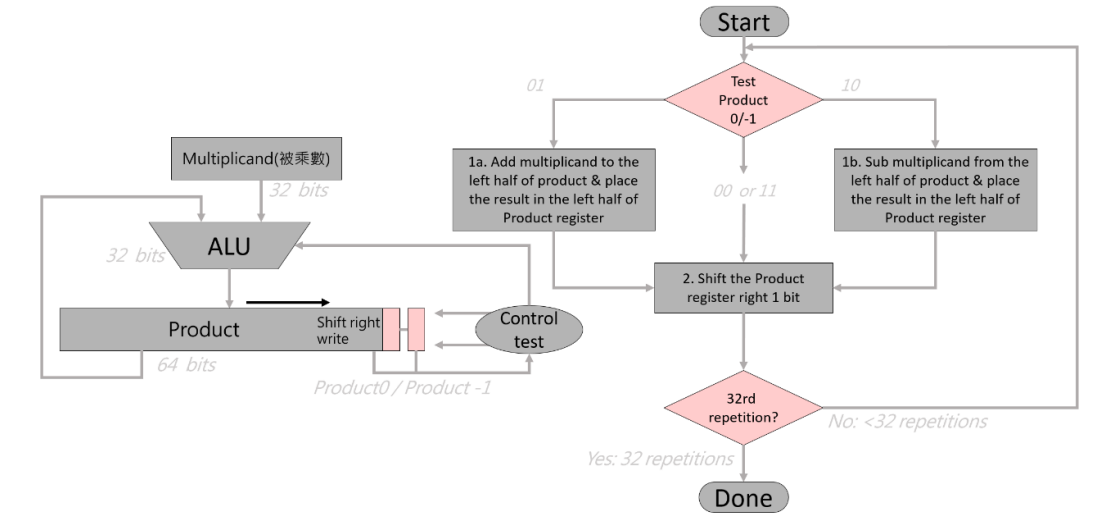 Multiplicand(被乘數)
32 bits
ALU
32 bits
Product
Shift right
write
64 bits
Control
test
Product0 / Product -1
Start
Test
Product
0/-1
01
10
00 or 11
1a. Add multiplicand to the
left half of product & place
the result in the left half of
Product register
1b. Sub multiplicand from the
left half of product & place
the result in the left half of
Product register
2. Shift the Product
register right 1 bit
32rd
repetition?
No: <32 repetitions
Yes: 32 repetitions
Done